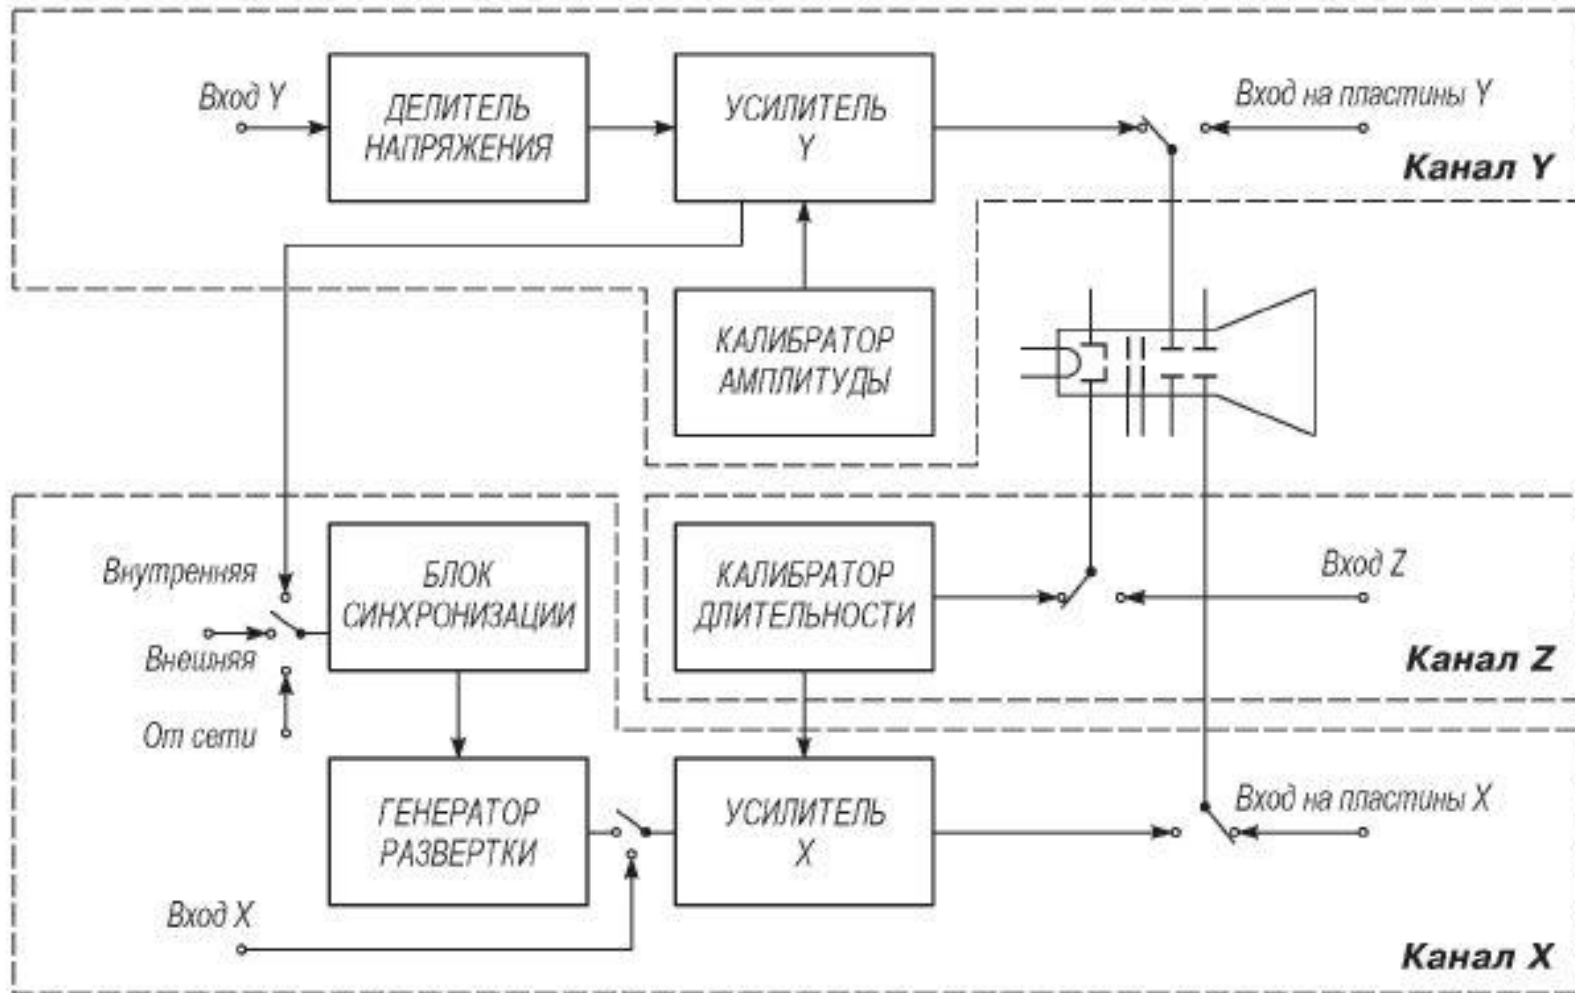 Вход Y
ДЕЛИТЕЛЬ
НАПРЯЖЕНИЯ
УСИЛИТЕЛЬ
Y
Вход на пластины Y
Канал Y
КАЛИБРАТОР
АМПЛИТУДЫ
Внутренняя
Внешняя
От сети
БЛОК
СИНХРОНИЗАЦИИ
КАЛИБРАТОР
ДЛИТЕЛЬНОСТИ
Вход Z
Канал Z
ГЕНЕРАТОР
РАЗВЕРТКИ
УСИЛИТЕЛЬ
X
Вход на пластины X
Вход X
Канал X